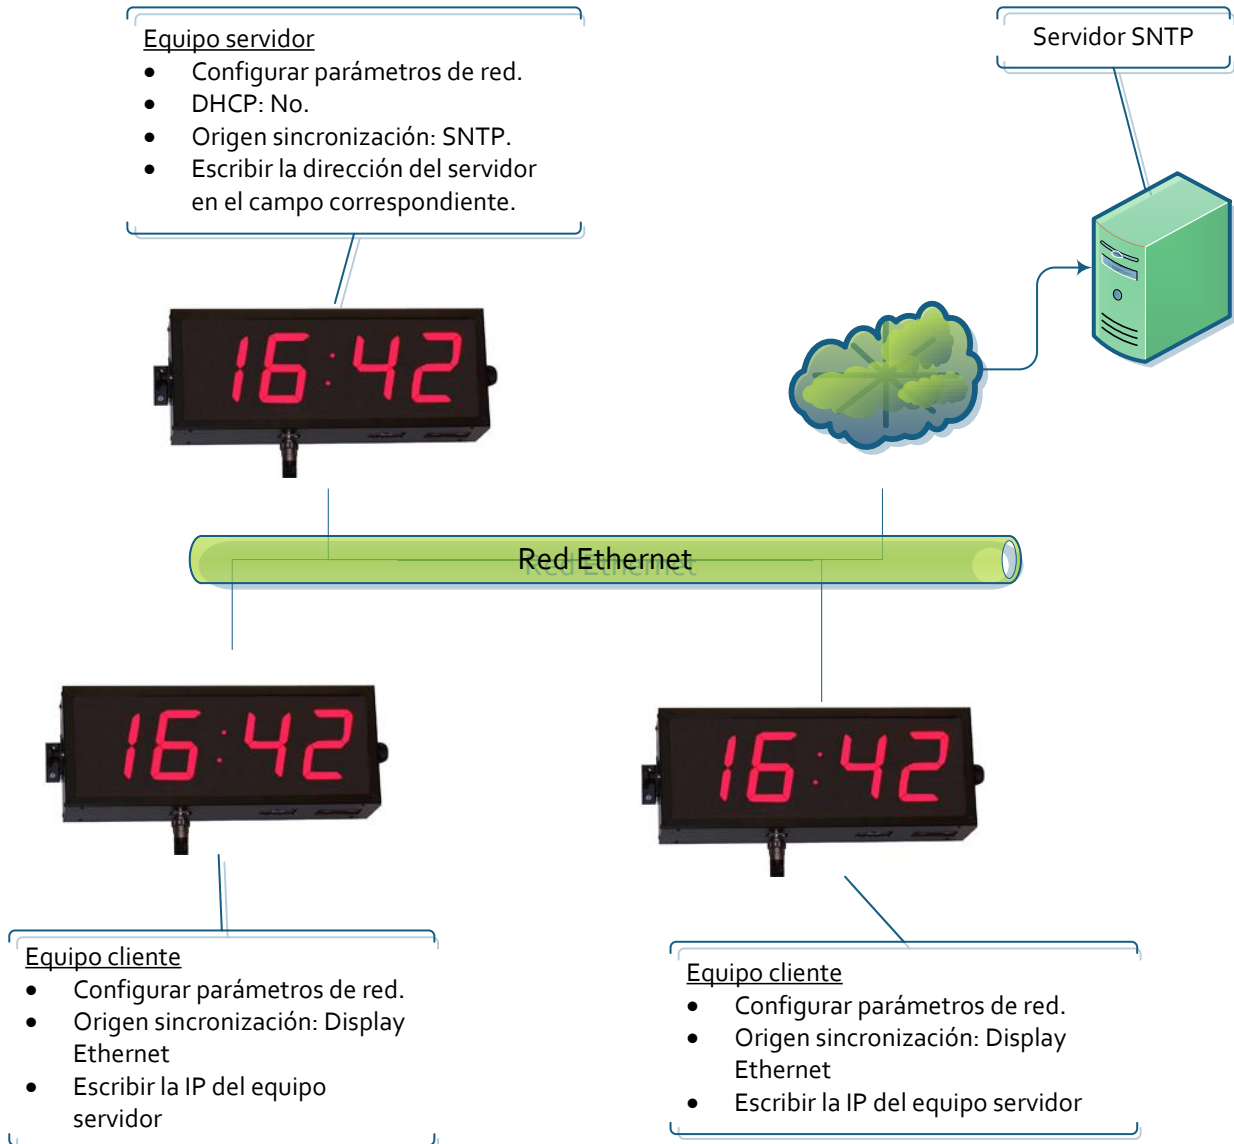 Equipo servidor
• Configurar parámetros de red.
• DHCP: No.
• Origen sincronización: SNTP.
• Escribir la dirección del servidor
en el campo correspondiente.
Servidor SNTP
16:42
Red Ethernet
16:42
16:42
Equipo cliente
• Configurar parámetros de red.
• Origen sincronización: Display
Ethernet
• Escribir la IP del equipo
servidor
Equipo cliente
• Configurar parámetros de red.
• Origen sincronización: Display
Ethernet
• Escribir la IP del equipo servidor